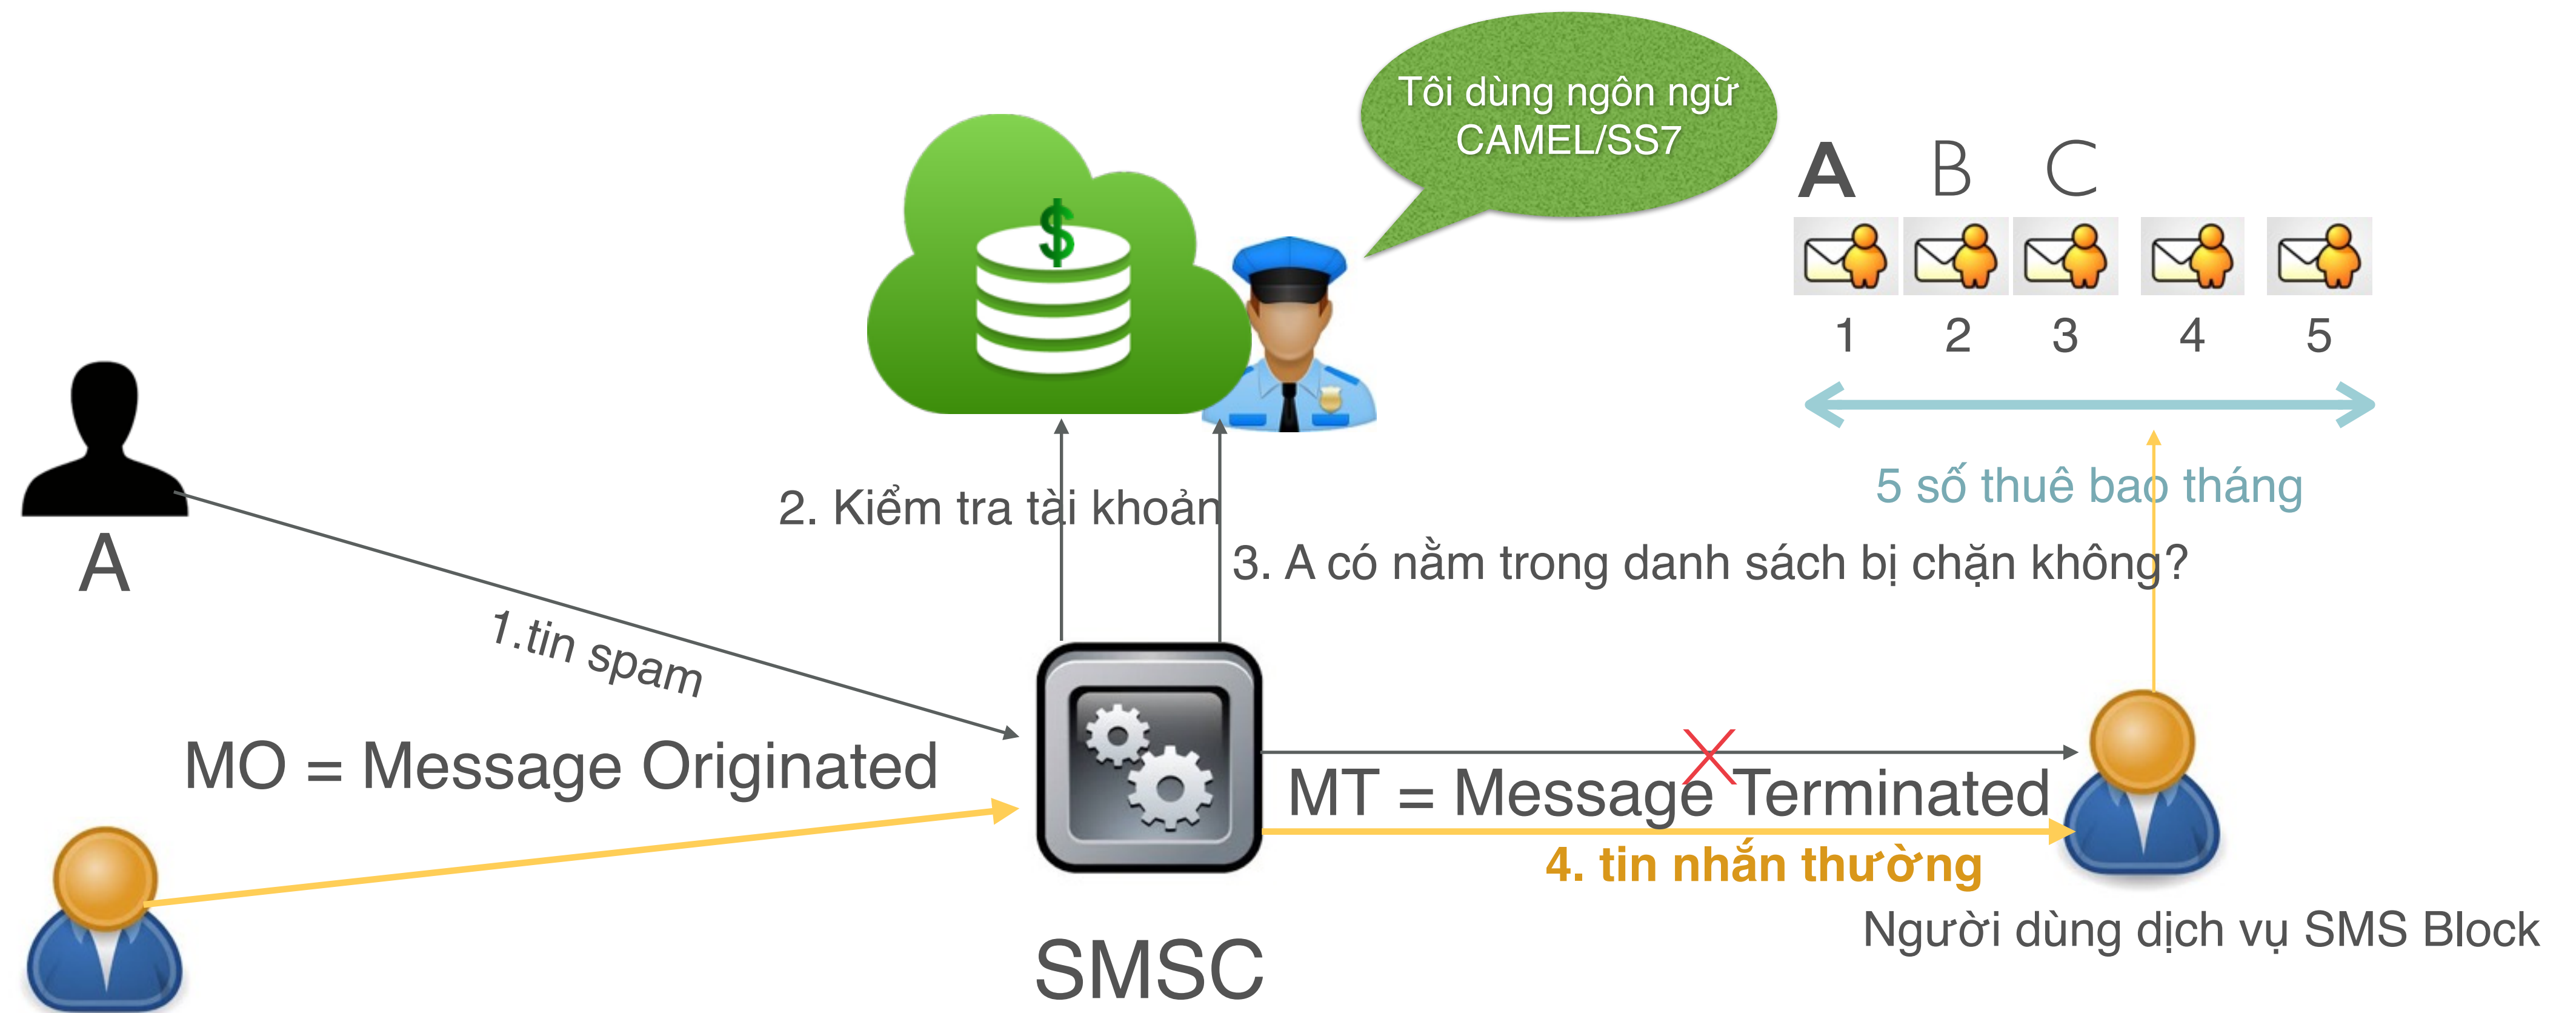 Tôi dùng ngôn ngữ
CAMEL/SS7
A B C
1 2 3 4 5
5 số thuê bao tháng
2. Kiểm tra tài khoản
3. A có nằm trong danh sách bị chặn không?
A
1.tin spam
MO = Message Originated
MT = Message Terminated
4. tin nhắn thường
Người dùng dịch vụ SMS Block
SMSC